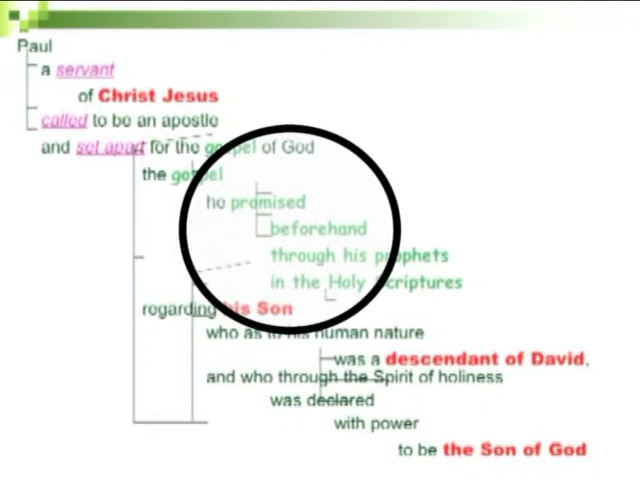 Paul
a servant
of Christ Jesus
called to be an apostle
and set apart for the gospel of God
the gospel
he promised
beforehand
through his prophets
in the Holy Scriptures
regarding his Son
who as to his human nature
was a descendant of David,
and who through the Spirit of holiness
was declared
with power
to be the Son of God